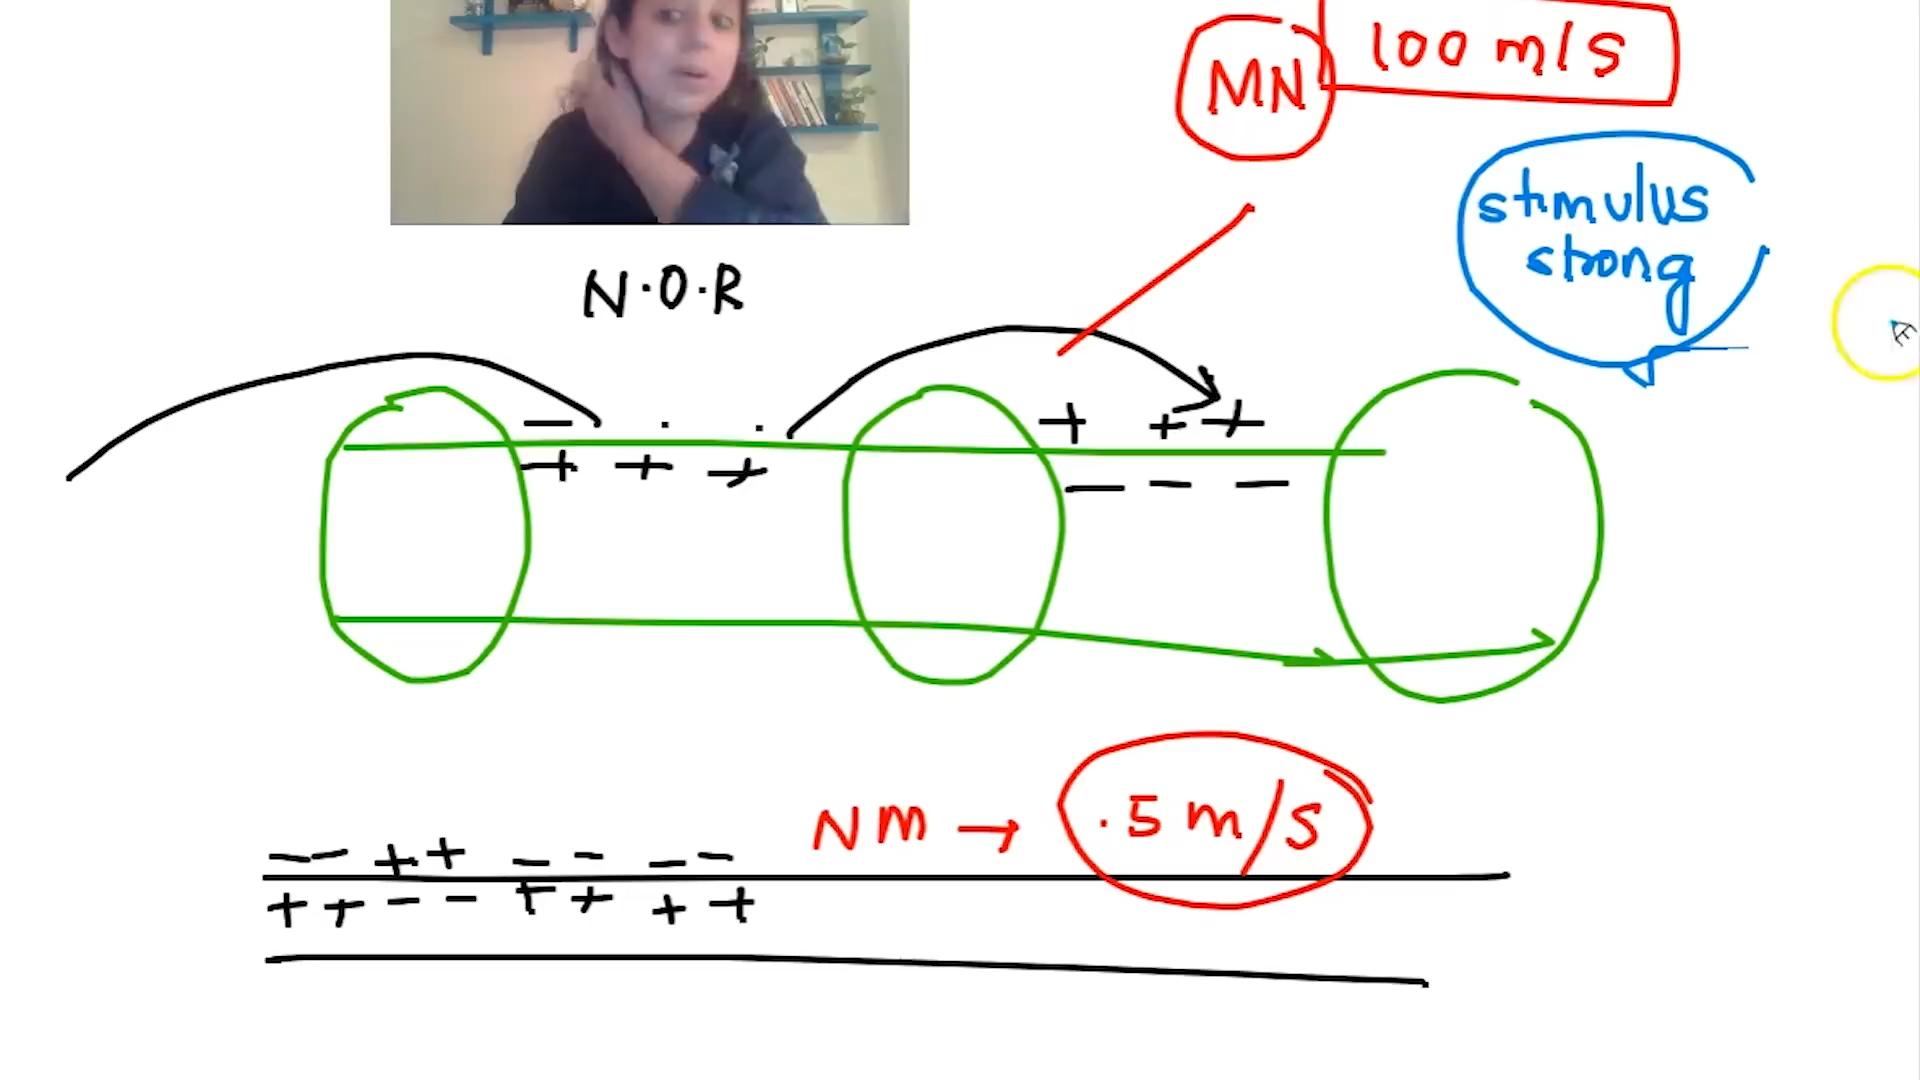 MN 100 m/s
stimulus
strong
N.O.R
- . .
+ + +
+ + +
- - -
NM → .5 m/s
-- ++ -- --
++ -- ++ ++